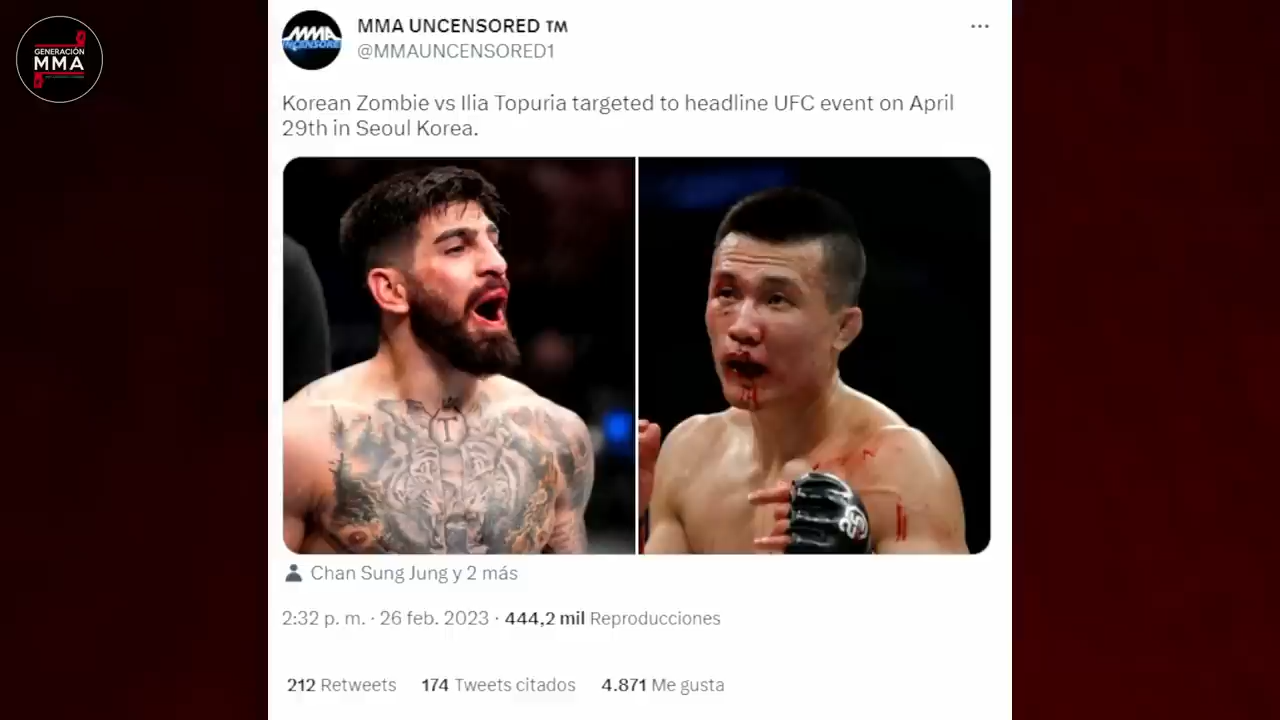 GENERACIÓN
MMA
MMA UNCENSORED ™
@MMAUNCENSORED1
Korean Zombie vs Ilia Topuria targeted to headline UFC event on April
29th in Seoul Korea.
Chan Sung Jung y 2 más
2:32 p. m. · 26 feb. 2023 · 444,2 mil Reproducciones
212 Retweets 174 Tweets citados 4.871 Me gusta